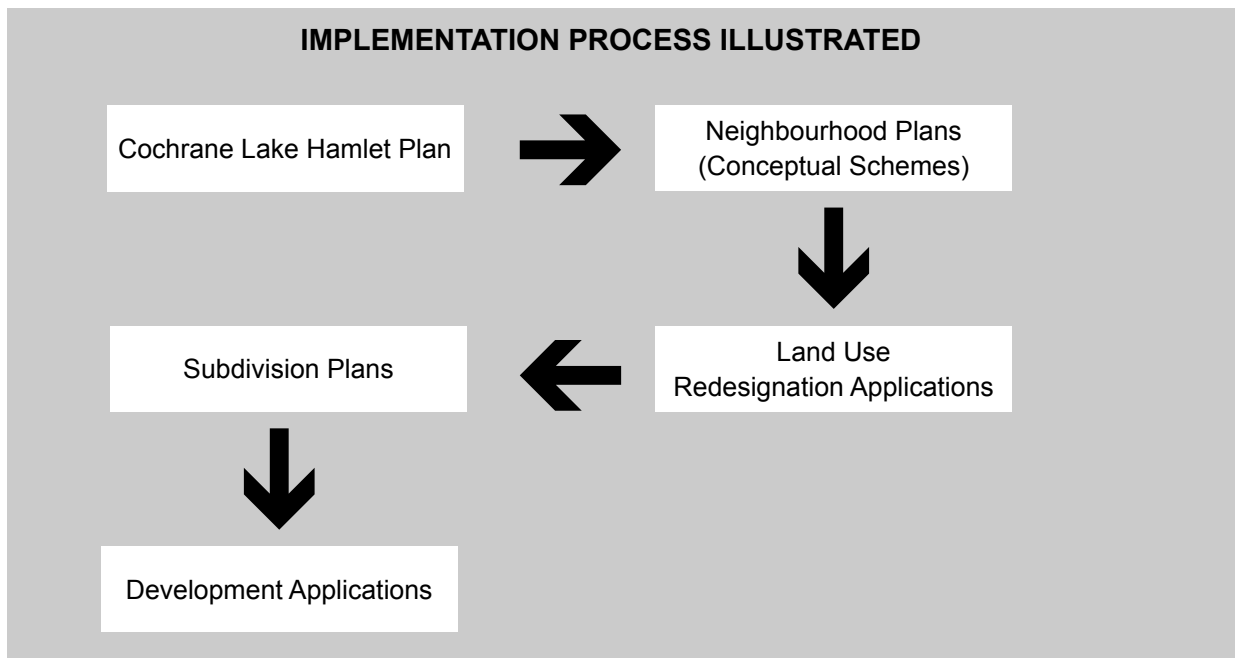 IMPLEMENTATION PROCESS ILLUSTRATED
Cochrane Lake Hamlet Plan
Neighbourhood Plans
(Conceptual Schemes)
Land Use
Redesignation Applications
Subdivision Plans
Development Applications